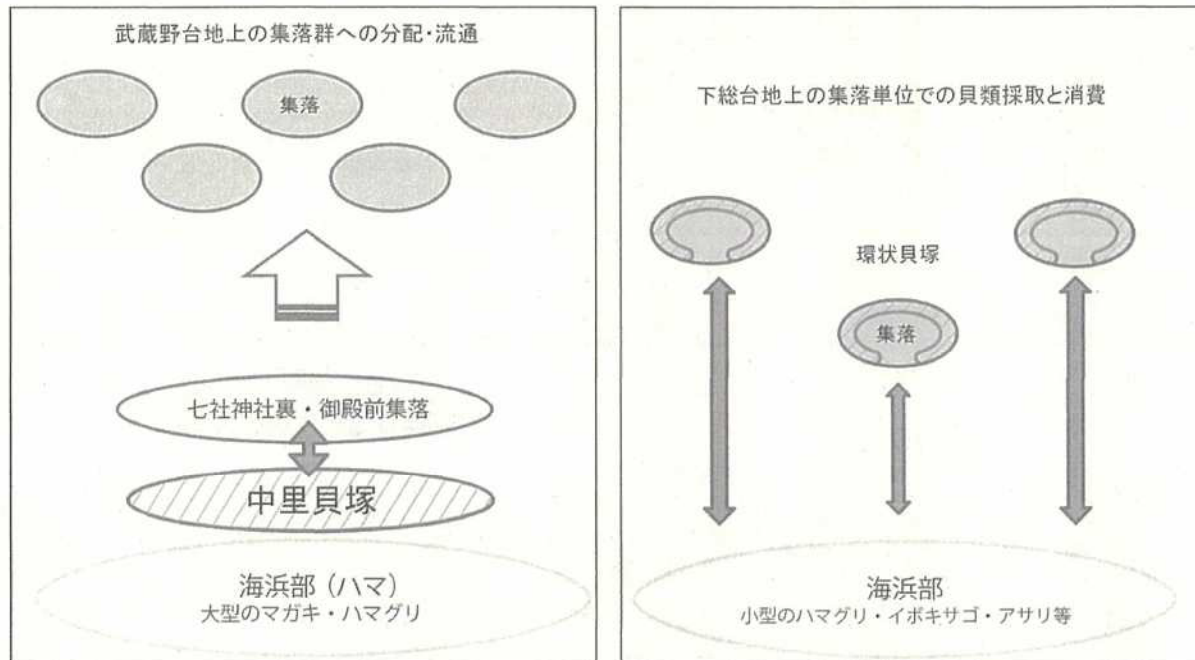 武蔵野台地上の集落群への分配・流通
集落
七社神社裏・御殿前集落
中里貝塚
海浜部（ハマ）
大型のマガキ・ハマグリ
下総台地上の集落単位での貝類採取と消費
環状貝塚
集落
海浜部
小型のハマグリ・イボキサゴ・アサリ等